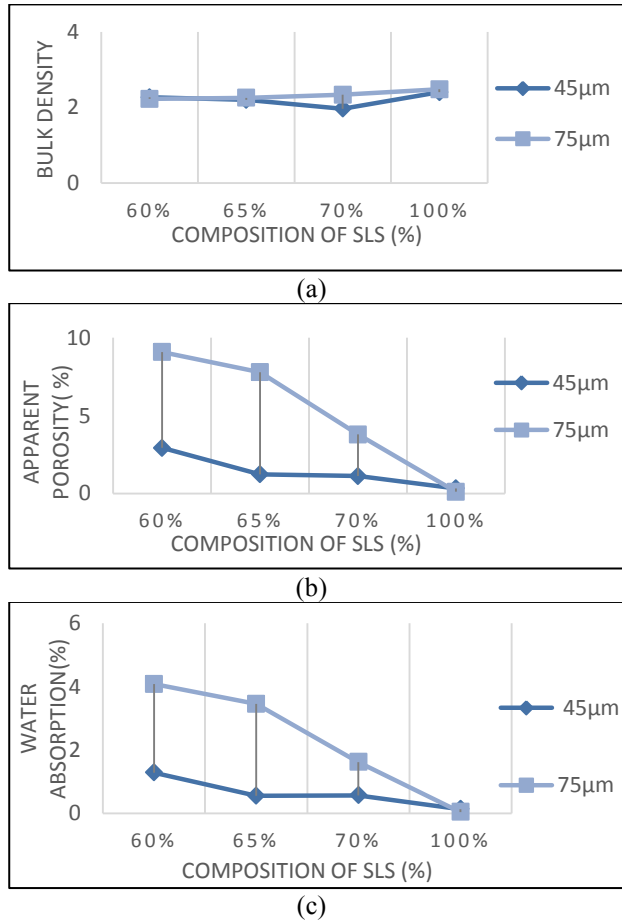 4
2
0
BULK DENSITY
45µm
75µm
60% 65% 70% 100%
COMPOSITION OF SLS (%)
(a)
10
5
0
APPARENT
POROSITY( %)
45µm
75µm
60% 65% 70% 100%
COMPOSITION OF SLS (%)
(b)
6
4
2
0
WATER
ABSORPTION(%)
45µm
75µm
60% 65% 70% 100%
COMPOSITION OF SLS (%)
(c)